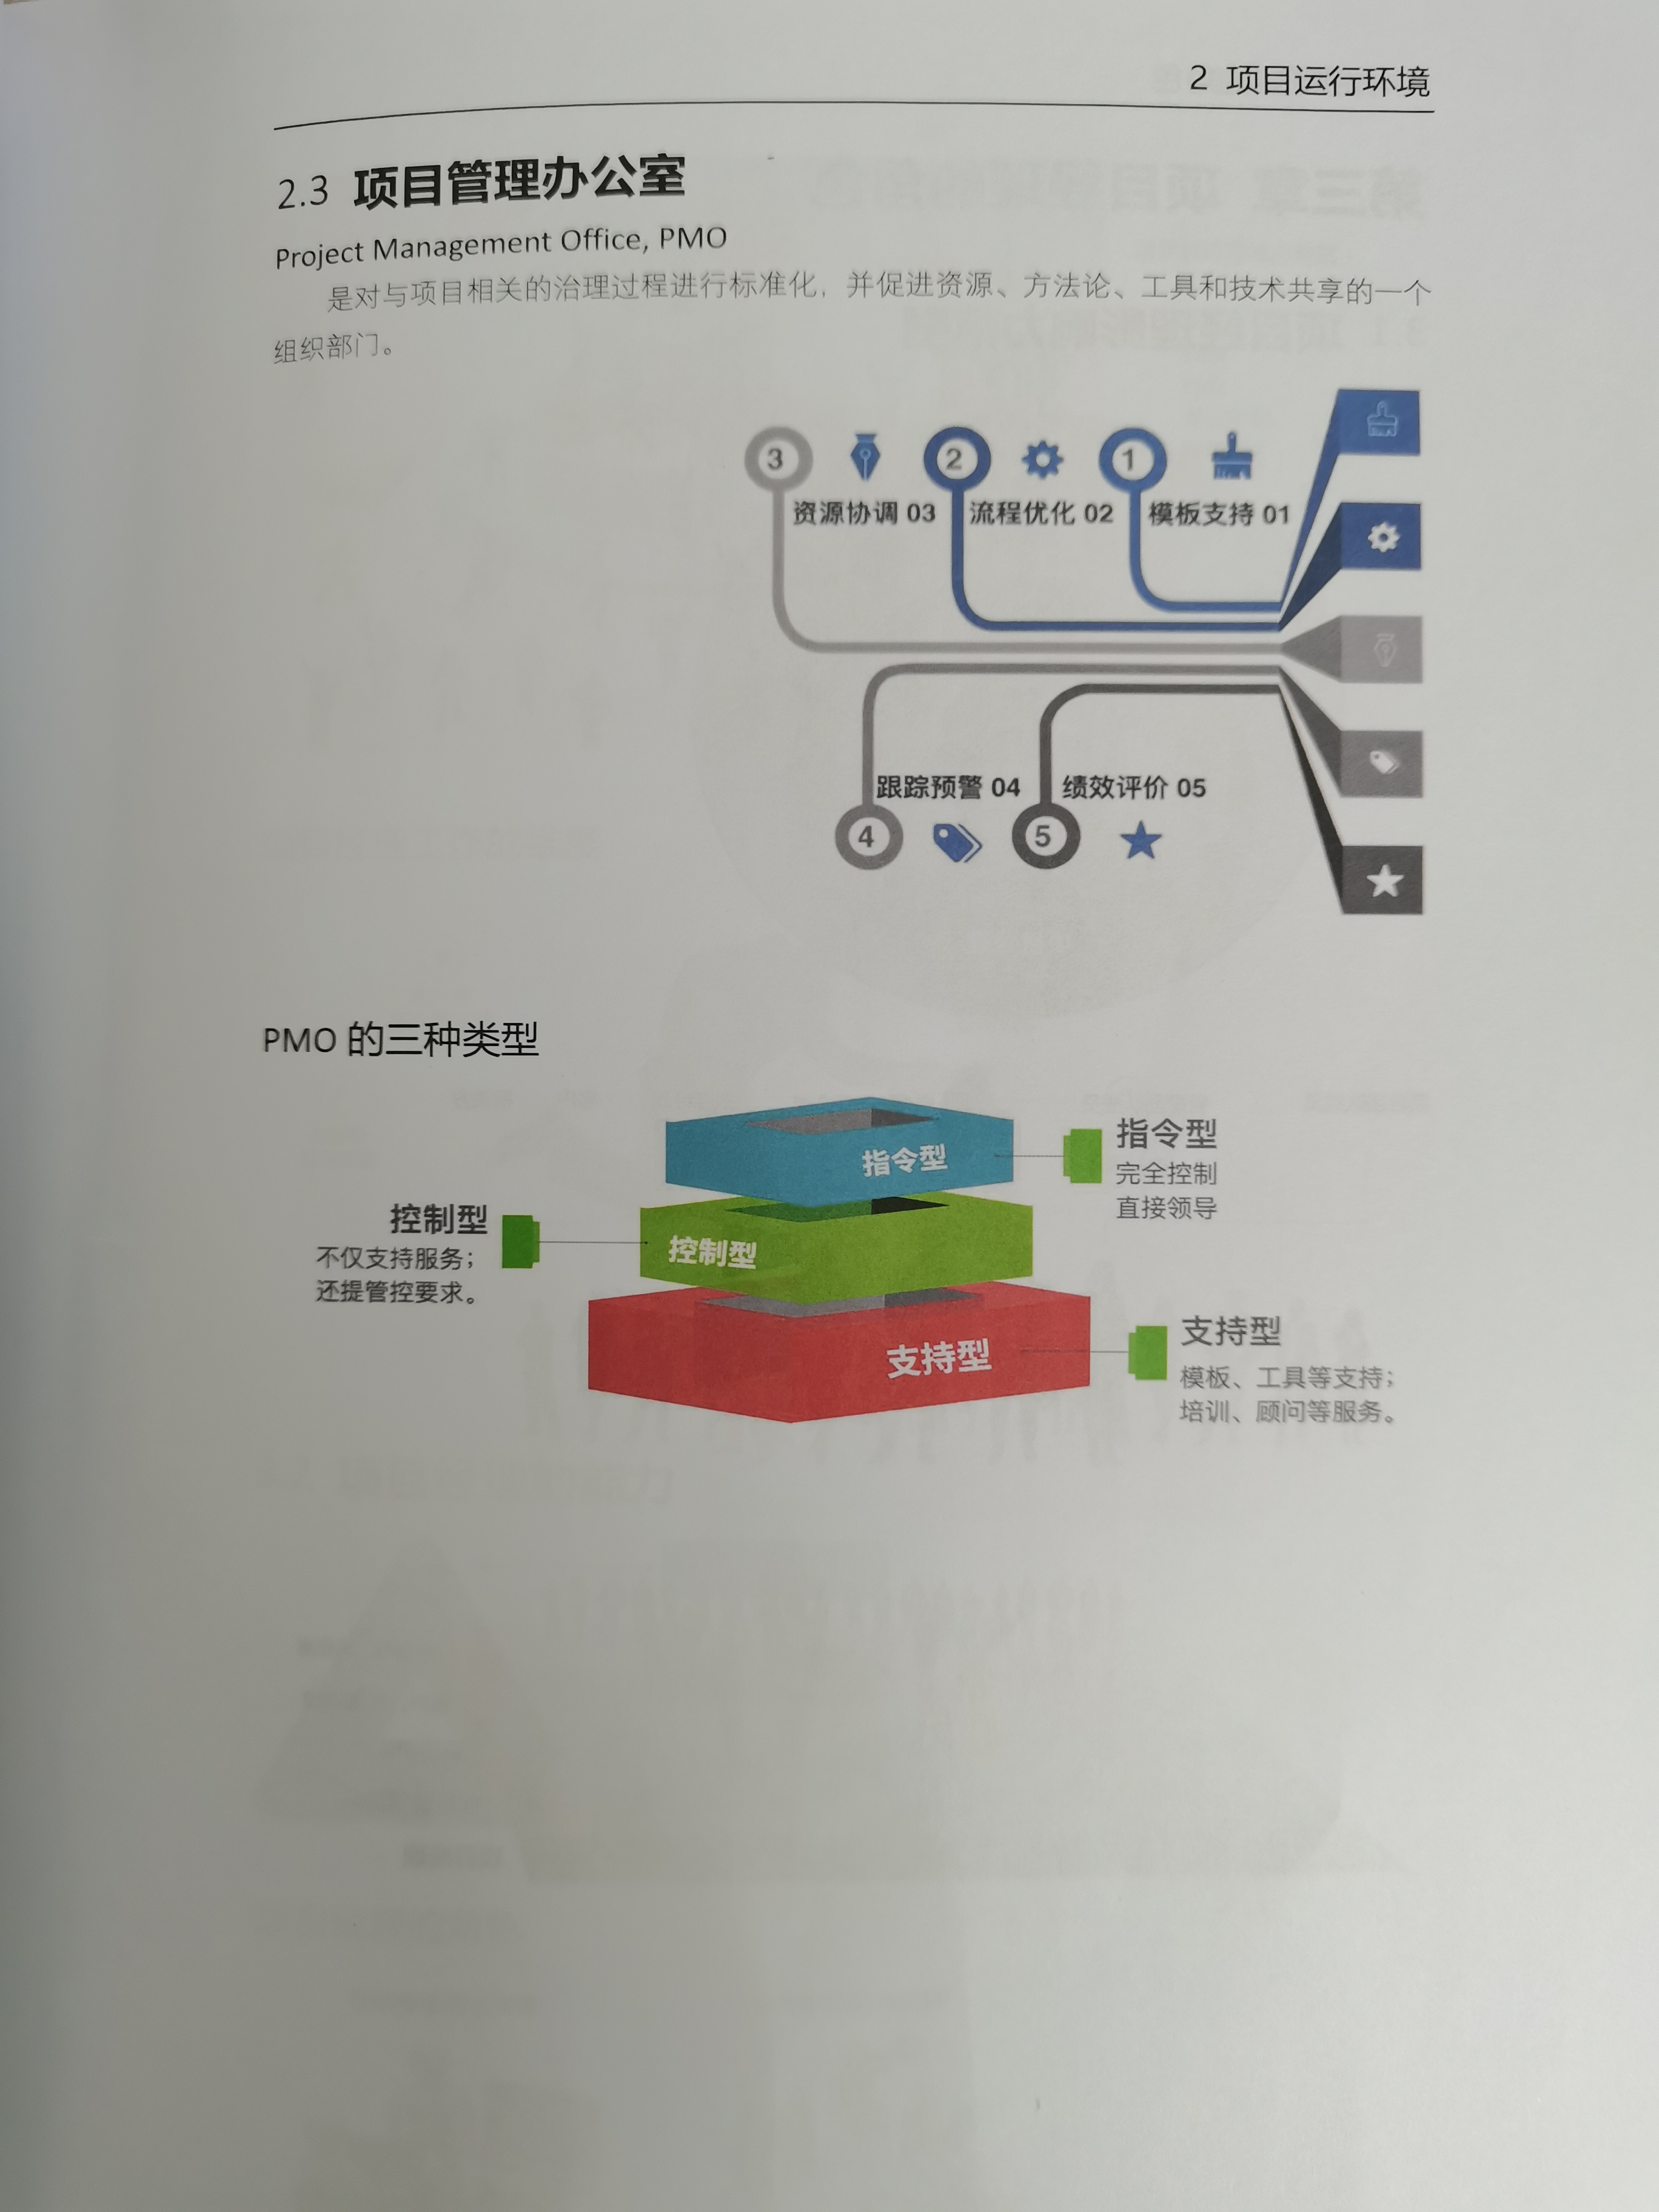 2 项目运行环境
2.3 项目管理办公室
Project Management Office, PMO
是对与项目相关的治理过程进行标准化，并促进资源、方法论、工具和技术共享的一个
组织部门。
3 2 1
资源协调 03 流程优化 02 模板支持 01
跟踪预警 04 绩效评价 05
4 5
PMO 的三种类型
指令型
指令型
完全控制
直接领导
控制型
不仅支持服务；
还提管控要求。
控制型
支持型
支持型
模板、工具等支持；
培训、顾问等服务。